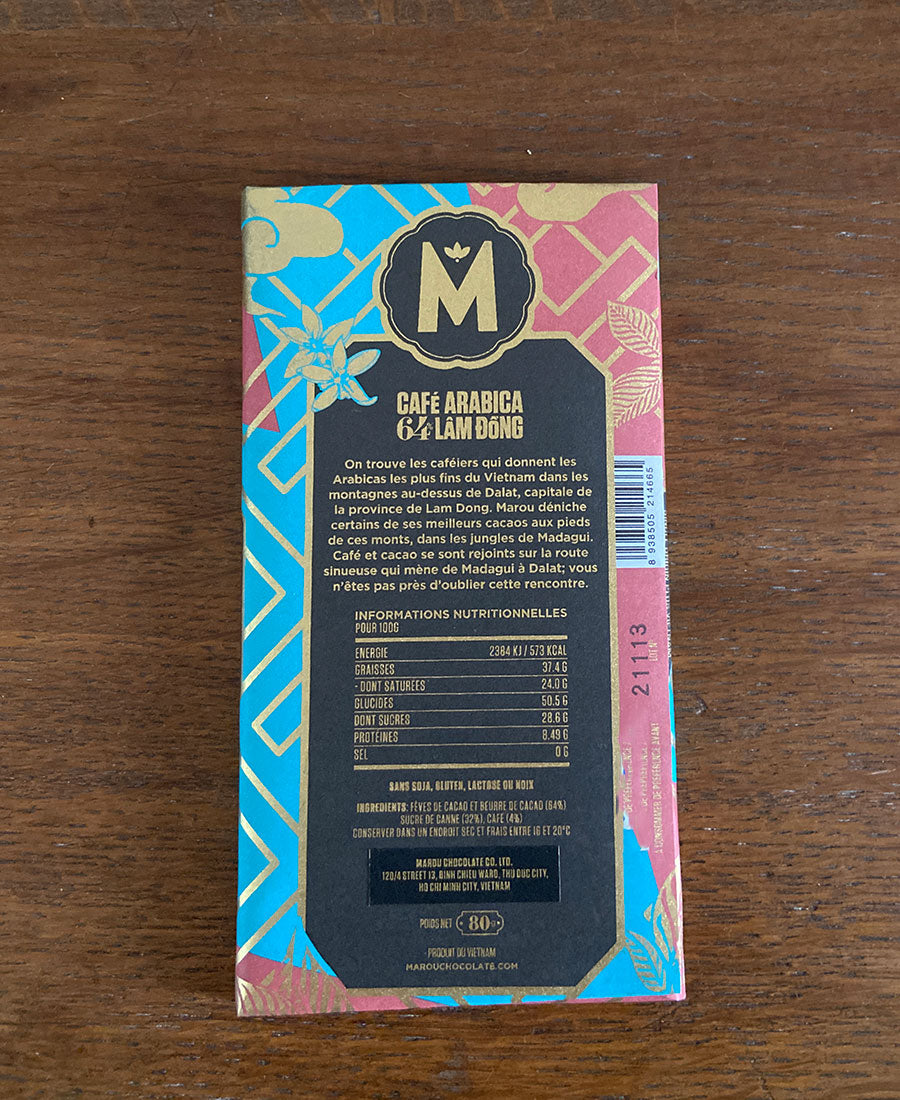 M
CAFÉ ARABICA
64% LÂM ĐỒNG
On trouve les caféiers qui donnent les
Arabicas les plus fins du Vietnam dans les
montagnes au-dessus de Dalat, capitale de
la province de Lam Dong. Marou déniche
certains de ses meilleurs cacaos aux pieds
de ces monts, dans les jungles de Madagui.
Café et cacao se sont rejoints sur la route
sinueuse qui mène de Madagui à Dalat; vous
n'êtes pas près d'oublier cette rencontre.
INFORMATIONS NUTRITIONNELLES
POUR 100G
ENERGIE 2384 KJ / 573 KCAL
GRAISSES 37.4 G
- DONT SATURÉES 24.0 G
GLUCIDES 50.5 G
DONT SUCRES 28.6 G
PROTÉINES 8.49 G
SEL 0 G
SANS SOJA, GLUTEN, LACTOSE OU NOIX
INGREDIENTS: FÈVES DE CACAO ET BEURRE DE CACAO (64%)
SUCRE DE CANNE (32%), CAFÉ (4%)
CONSERVER DANS UN ENDROIT SEC ET FRAIS ENTRE 16 ET 20°C
MAROU CHOCOLATE CO. LTD.
120/4 STREET 13, BINH CHIEU WARD, THU DUC CITY,
HO CHI MINH CITY, VIETNAM
POIDS NET 80g
PRODUIT DU VIETNAM
MAROUCHOCOLATE.COM
8 938505 214665
21113
LOT N°
À CONSOMMER DE PRÉFÉRENCE AVANT